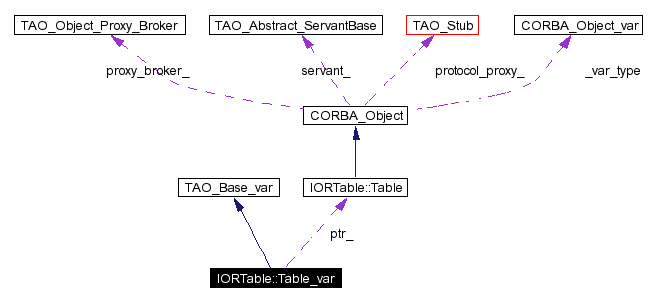 TAO_Object_Proxy_Broker
TAO_Abstract_ServantBase
TAO_Stub
CORBA_Object_var
proxy_broker_
servant_
protocol_proxy_
_var_type
CORBA_Object
TAO_Base_var
IORTable::Table
ptr_
IORTable::Table_var